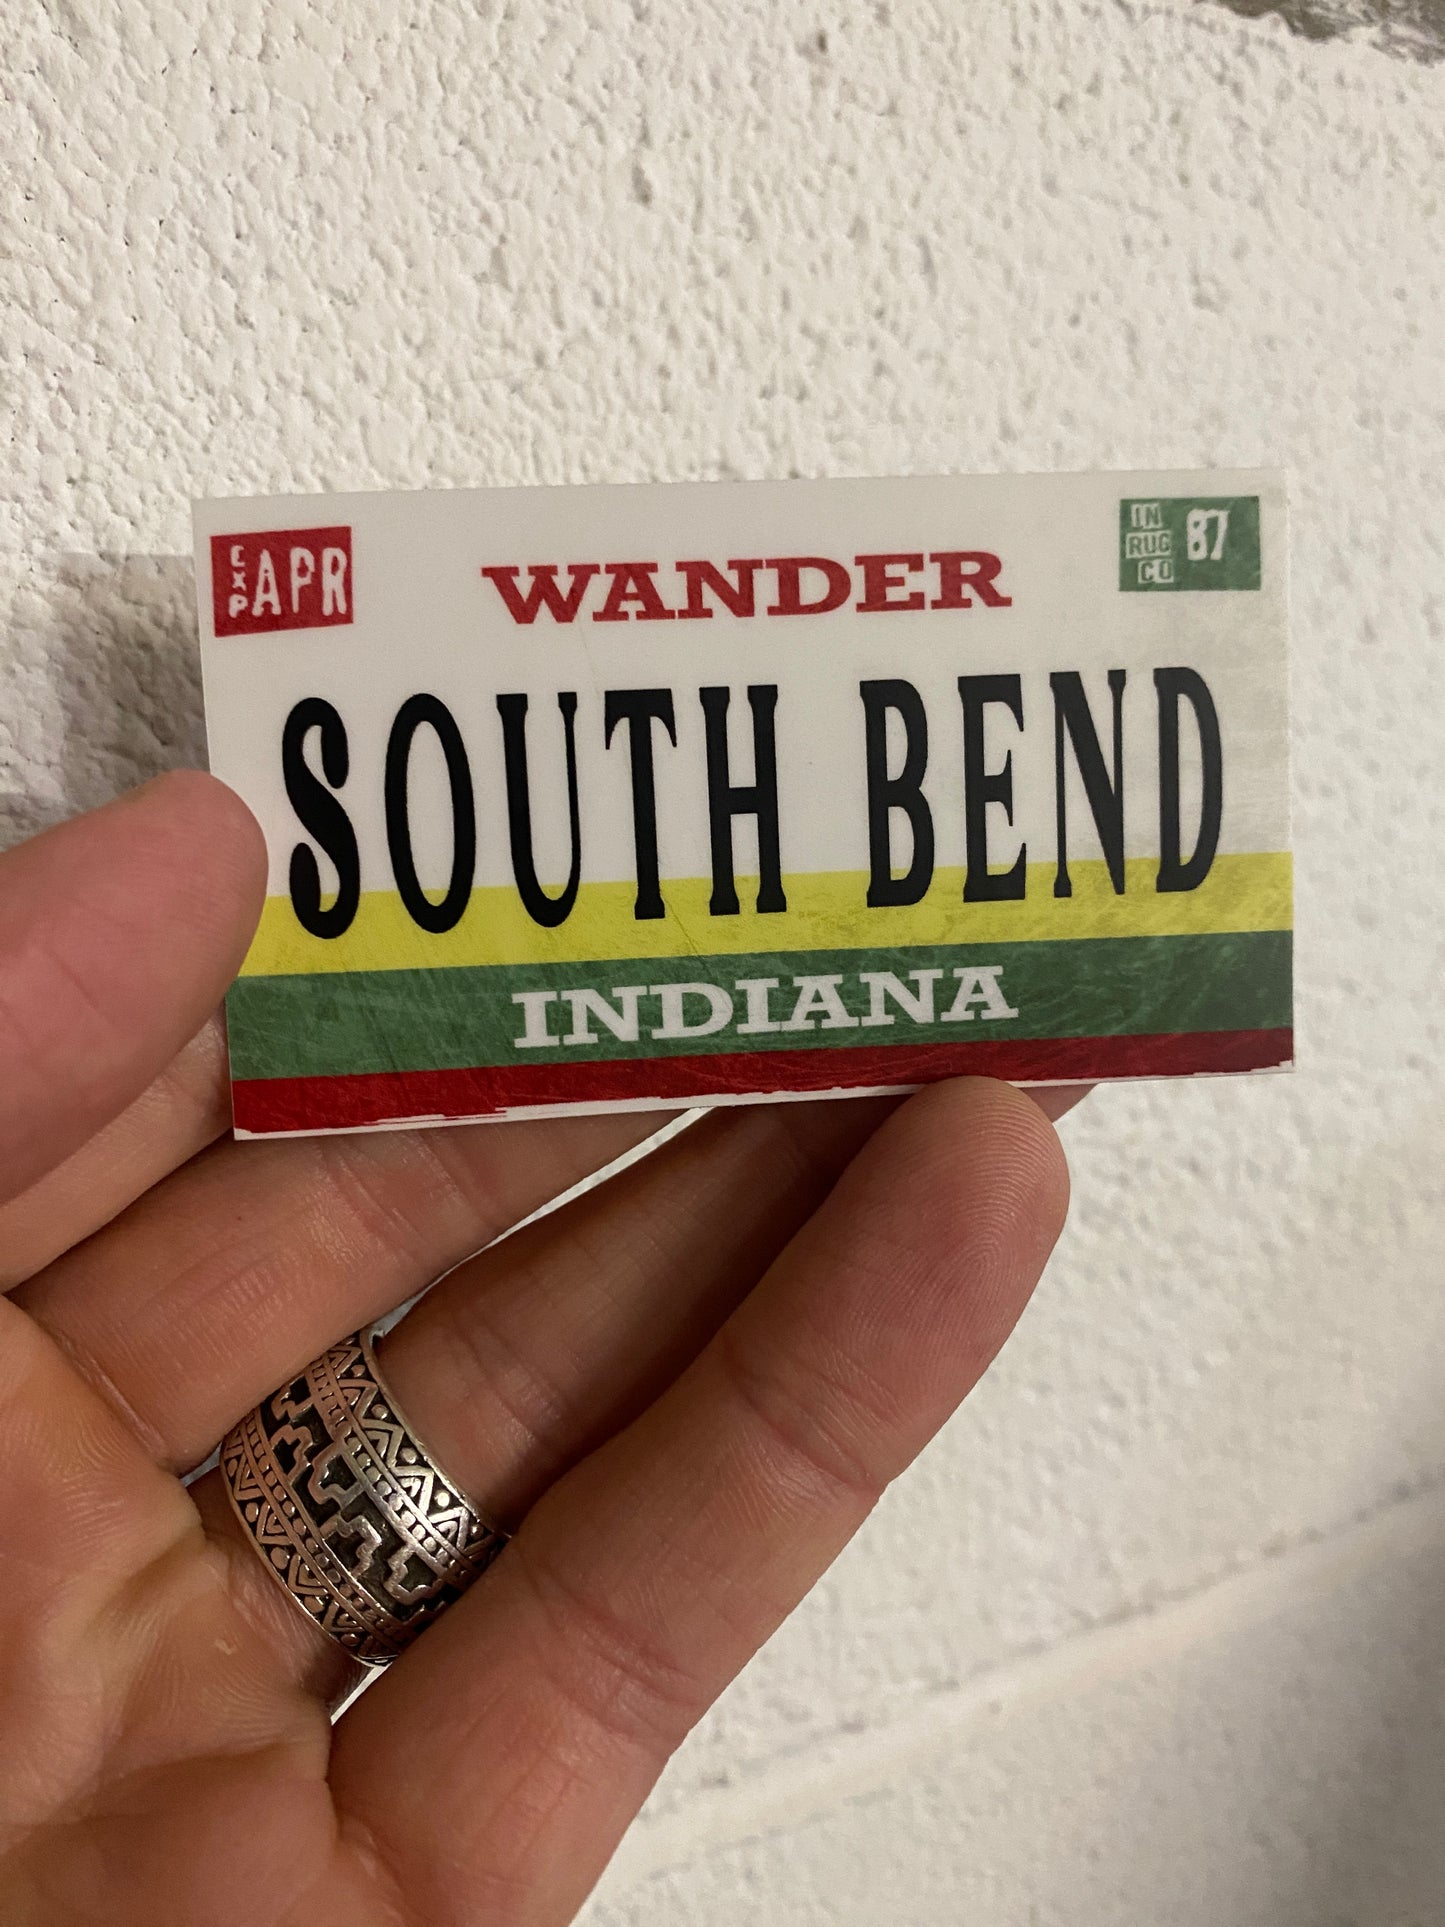 EXP APR
WANDER
IN
RUG
CO
87
SOUTH BEND
INDIANA